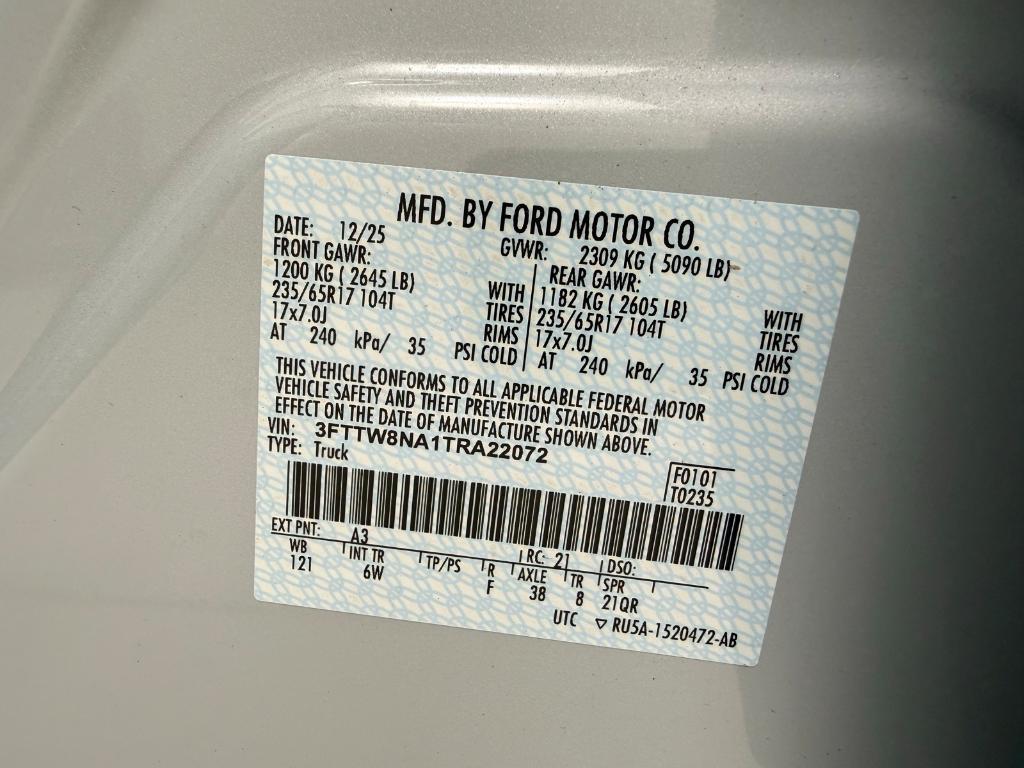 MFD. BY FORD MOTOR CO.
DATE: 12/25 GVWR: 2309 KG ( 5090 LB)
FRONT GAWR: REAR GAWR:
1200 KG ( 2645 LB) WITH 1182 KG ( 2605 LB) WITH
235/65R17 104T TIRES 235/65R17 104T TIRES
17x7.0J RIMS 17x7.0J RIMS
AT 240 kPa/ 35 PSI COLD AT 240 kPa/ 35 PSI COLD
THIS VEHICLE CONFORMS TO ALL APPLICABLE FEDERAL MOTOR
VEHICLE SAFETY AND THEFT PREVENTION STANDARDS IN
EFFECT ON THE DATE OF MANUFACTURE SHOWN ABOVE.
VIN: 3FTTW8NA1TRA22072
TYPE: Truck
F0101
T0235
EXT PNT: A3 RC: 21 DSO:
WB INT TR TP/PS R AXLE TR SPR
121 6W F 38 8 21QR
UTC ▽ RU5A-1520472-AB